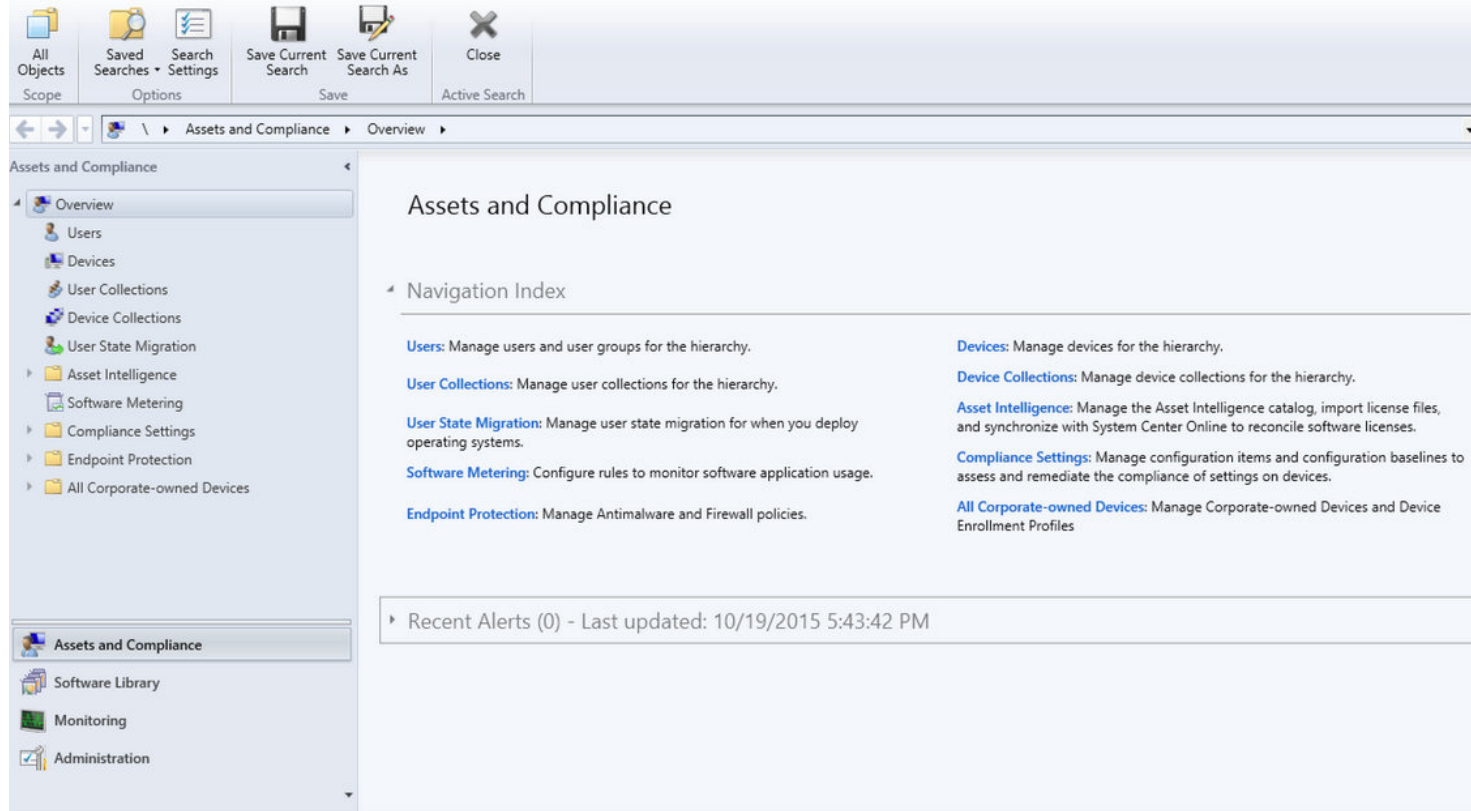 All Objects
Saved Searches
Search Settings
Save Current Search
Save Current Search As
Close
Scope
Options
Save
Active Search
\ Assets and Compliance Overview
Assets and Compliance
Overview
Users
Devices
User Collections
Device Collections
User State Migration
Asset Intelligence
Software Metering
Compliance Settings
Endpoint Protection
All Corporate-owned Devices
Assets and Compliance
Software Library
Monitoring
Administration
Assets and Compliance
Navigation Index
Users: Manage users and user groups for the hierarchy.
User Collections: Manage user collections for the hierarchy.
User State Migration: Manage user state migration for when you deploy
operating systems.
Software Metering: Configure rules to monitor software application usage.
Endpoint Protection: Manage Antimalware and Firewall policies.
Devices: Manage devices for the hierarchy.
Device Collections: Manage device collections for the hierarchy.
Asset Intelligence: Manage the Asset Intelligence catalog, import license files,
and synchronize with System Center Online to reconcile software licenses.
Compliance Settings: Manage configuration items and configuration baselines to
assess and remediate the compliance of settings on devices.
All Corporate-owned Devices: Manage Corporate-owned Devices and Device
Enrollment Profiles
Recent Alerts (0) - Last updated: 10/19/2015 5:43:42 PM